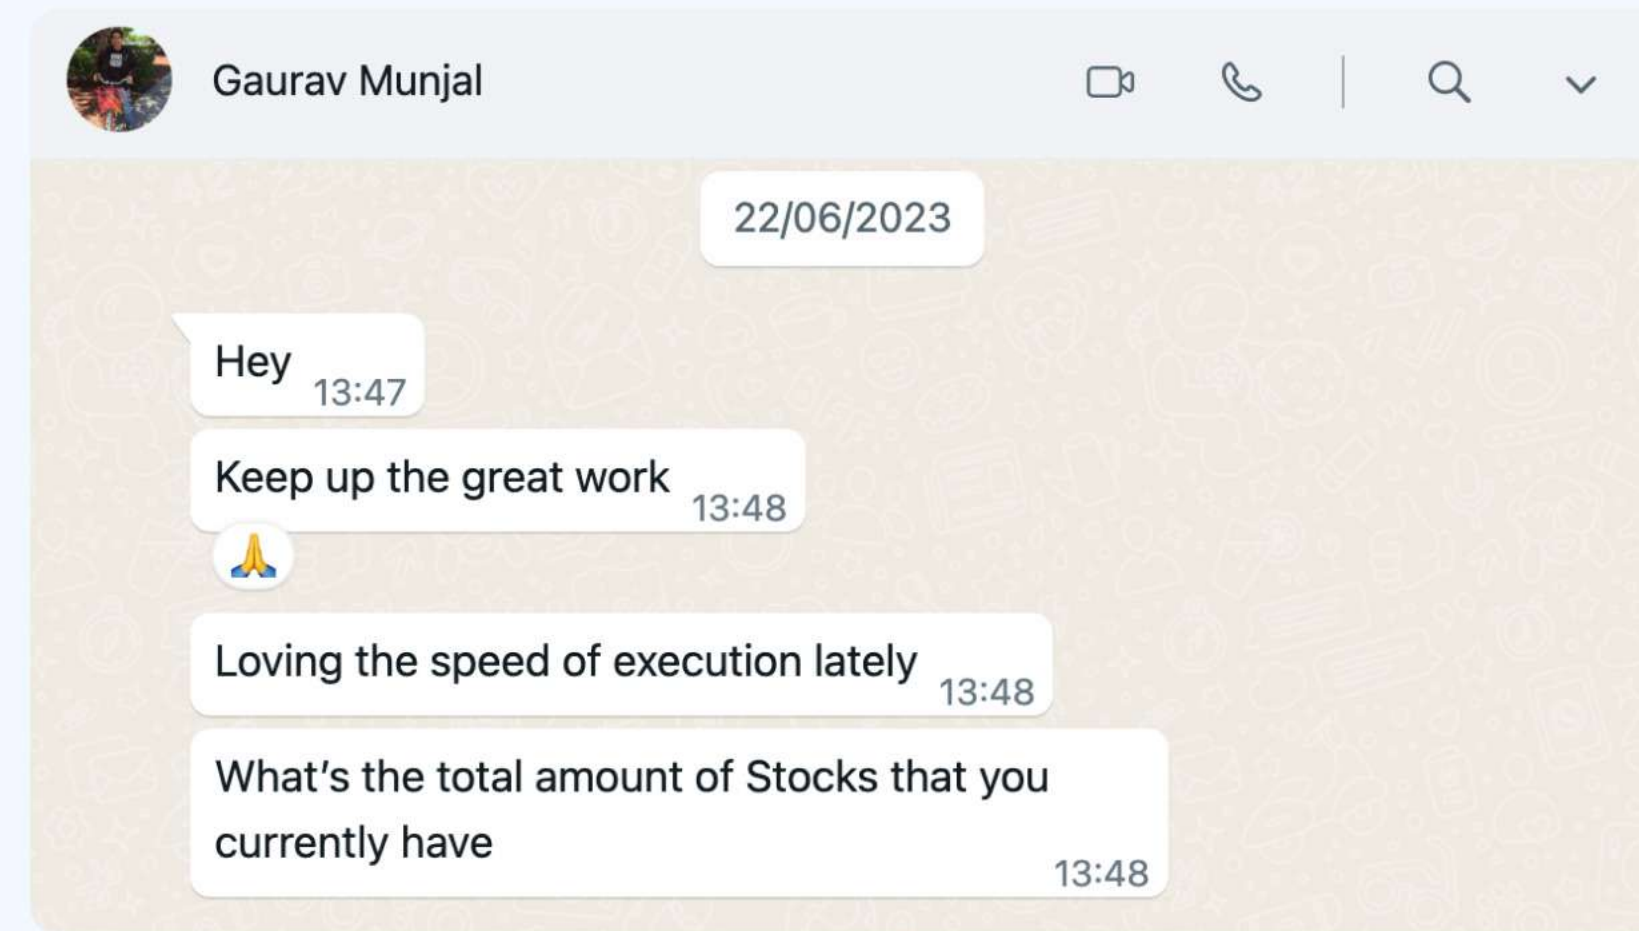 Gaurav Munjal
22/06/2023
Hey
13:47
Keep up the great work
13:48
🙏
Loving the speed of execution lately
13:48
What's the total amount of Stocks that you
currently have
13:48